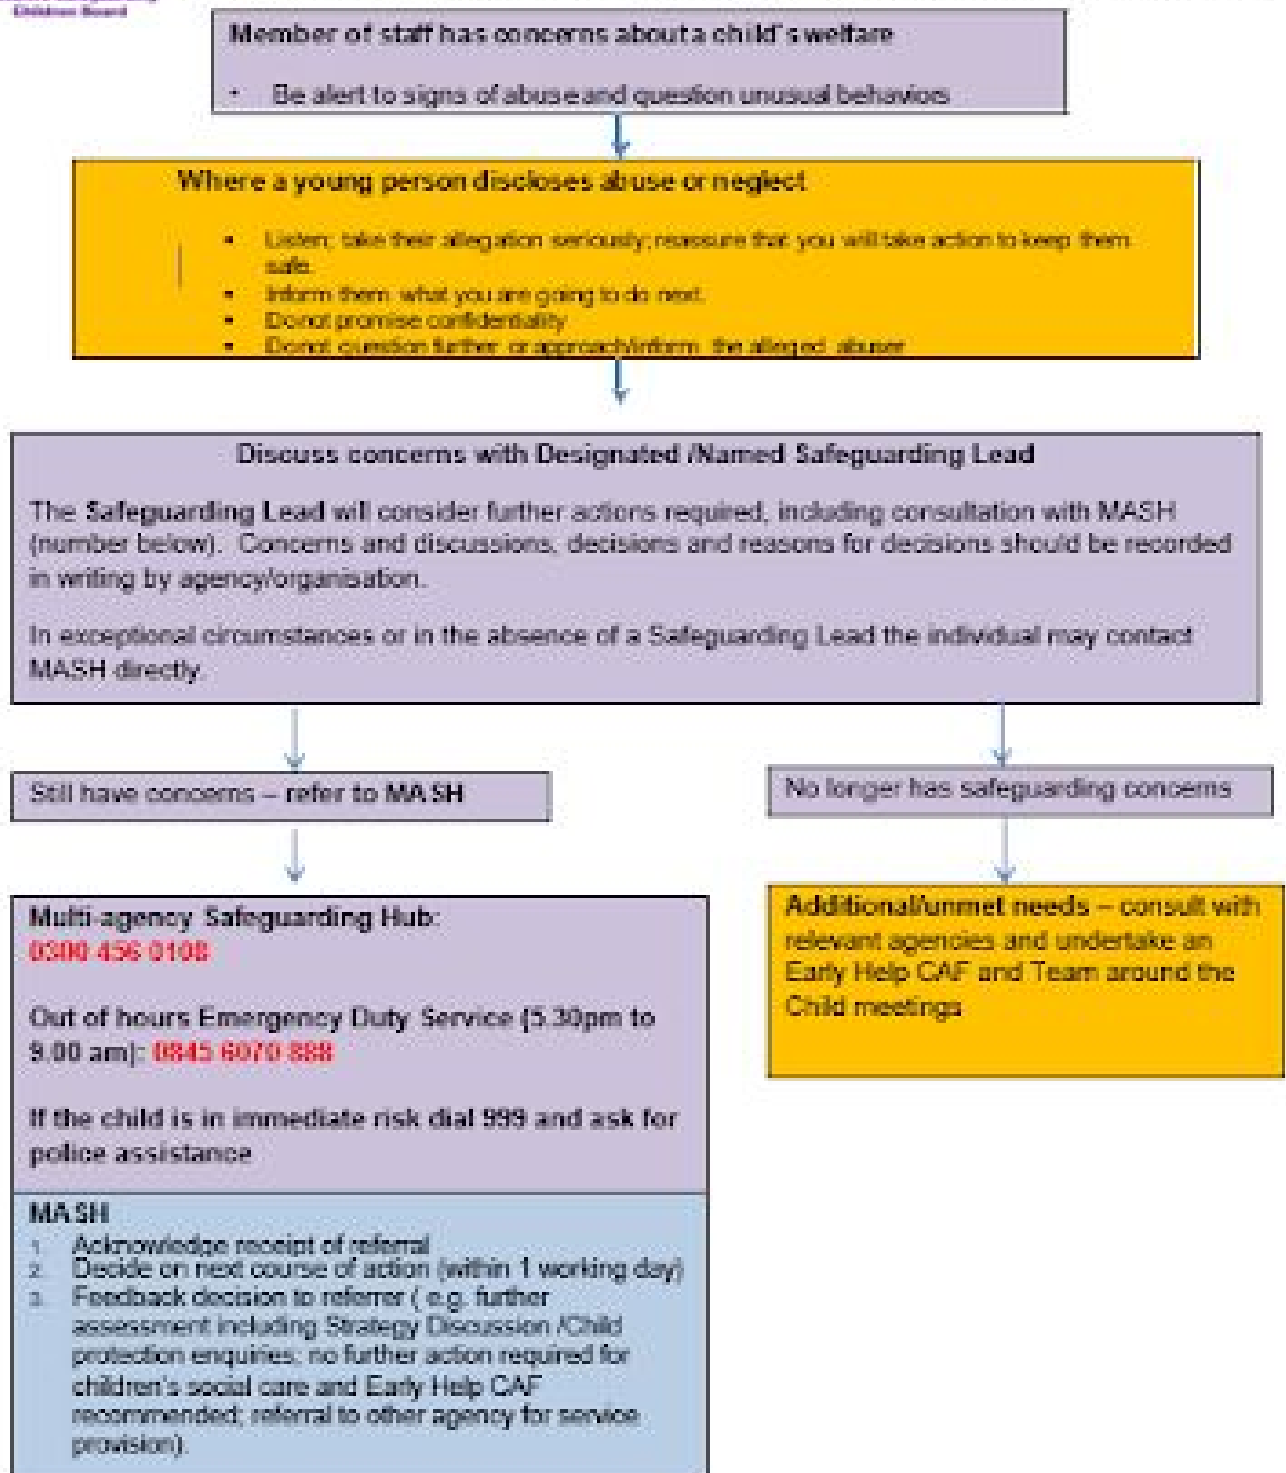 Children Board
Member of staff has concerns about a child's welfare
• Be alert to signs of abuse and question unusual behaviors
Where a young person discloses abuse or neglect
▪ Listen; take their allegation seriously; reassure that you will take action to keep them
safe.
▪ Inform them what you are going to do next.
▪ Do not promise confidentiality
▪ Do not question further or approach/inform the alleged abuser
Discuss concerns with Designated /Named Safeguarding Lead
The Safeguarding Lead will consider further actions required, including consultation with MASH
(number below). Concerns and discussions, decisions and reasons for decisions should be recorded
in writing by agency/organisation.
In exceptional circumstances or in the absence of a Safeguarding Lead the individual may contact
MASH directly.
Still have concerns – refer to MASH
No longer has safeguarding concerns
Multi-agency Safeguarding Hub:
0300 456 0108
Out of hours Emergency Duty Service (5.30pm to
9.00 am): 0845 6070 888
If the child is in immediate risk dial 999 and ask for
police assistance
Additional/unmet needs – consult with
relevant agencies and undertake an
Early Help CAF and Team around the
Child meetings
MASH
1. Acknowledge receipt of referral
2. Decide on next course of action (within 1 working day)
3. Feedback decision to referrer ( e.g. further
assessment including Strategy Discussion /Child
protection enquiries; no further action required for
children's social care and Early Help CAF
recommended; referral to other agency for service
provision).